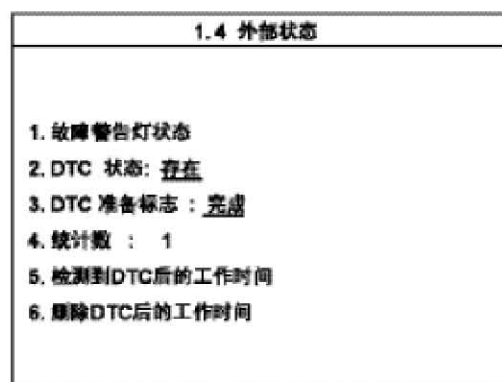 1.4 外部状态
1. 故障警告灯状态
2. DTC 状态: 存在
3. DTC 准备标志 : 完成
4. 统计数 : 1
5. 检测到DTC后的工作时间
6. 删除DTC后的工作时间